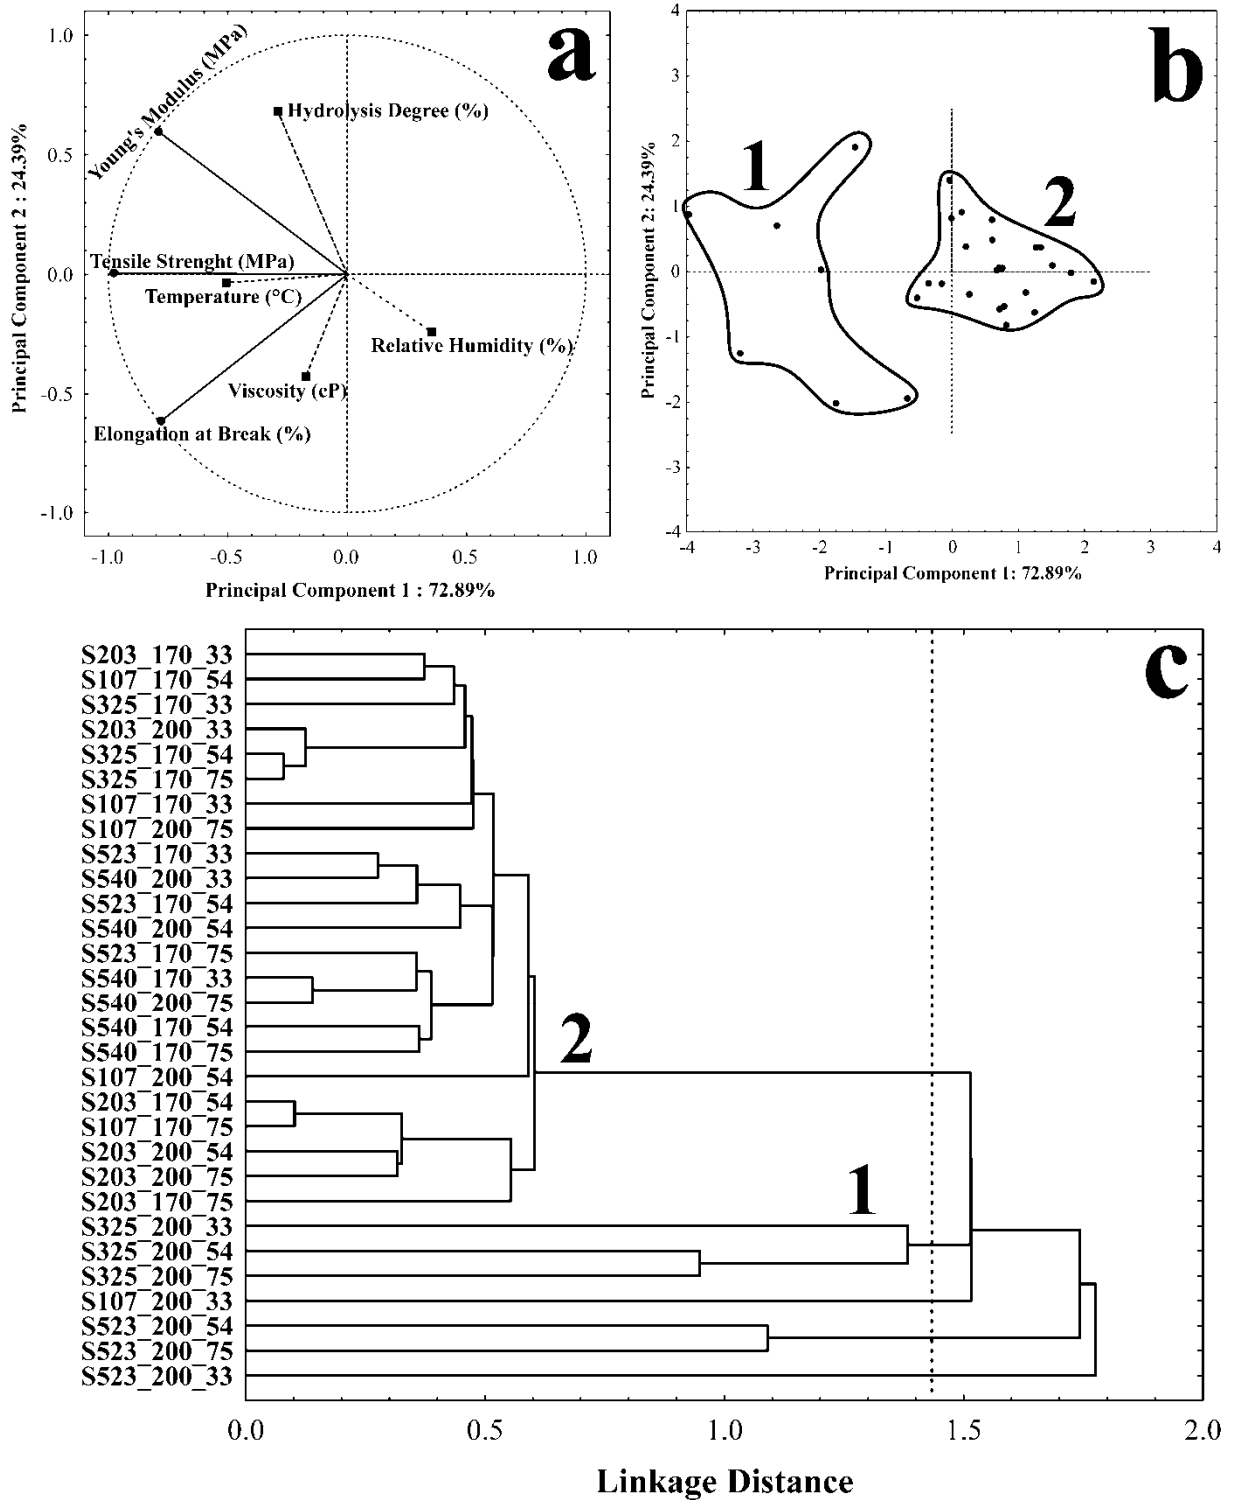 a
1.0
0.5
0.0
-0.5
-1.0
Principal Component 2 : 24.39%
Young's Modulus (MPa)
Hydrolysis Degree (%)
Tensile Strenght (MPa)
Temperature (°C)
Relative Humidity (%)
Viscosity (cP)
Elongation at Break (%)
-1.0 -0.5 0.0 0.5 1.0
Principal Component 1 : 72.89%
b
4
3
2
1
0
-1
-2
-3
-4
Principal Component 2: 24.39%
1
2
-4 -3 -2 -1 0 1 2 3 4
Principal Component 1: 72.89%
c
S203_170_33
S107_170_54
S325_170_33
S203_200_33
S325_170_54
S325_170_75
S107_170_33
S107_200_75
S523_170_33
S540_200_33
S523_170_54
S540_200_54
S523_170_75
S540_170_33
S540_200_75
S540_170_54
S540_170_75
S107_200_54
S203_170_54
S107_170_75
S203_200_54
S203_200_75
S203_170_75
S325_200_33
S325_200_54
S325_200_75
S107_200_33
S523_200_54
S523_200_75
S523_200_33
2
1
0.0 0.5 1.0 1.5 2.0
Linkage Distance